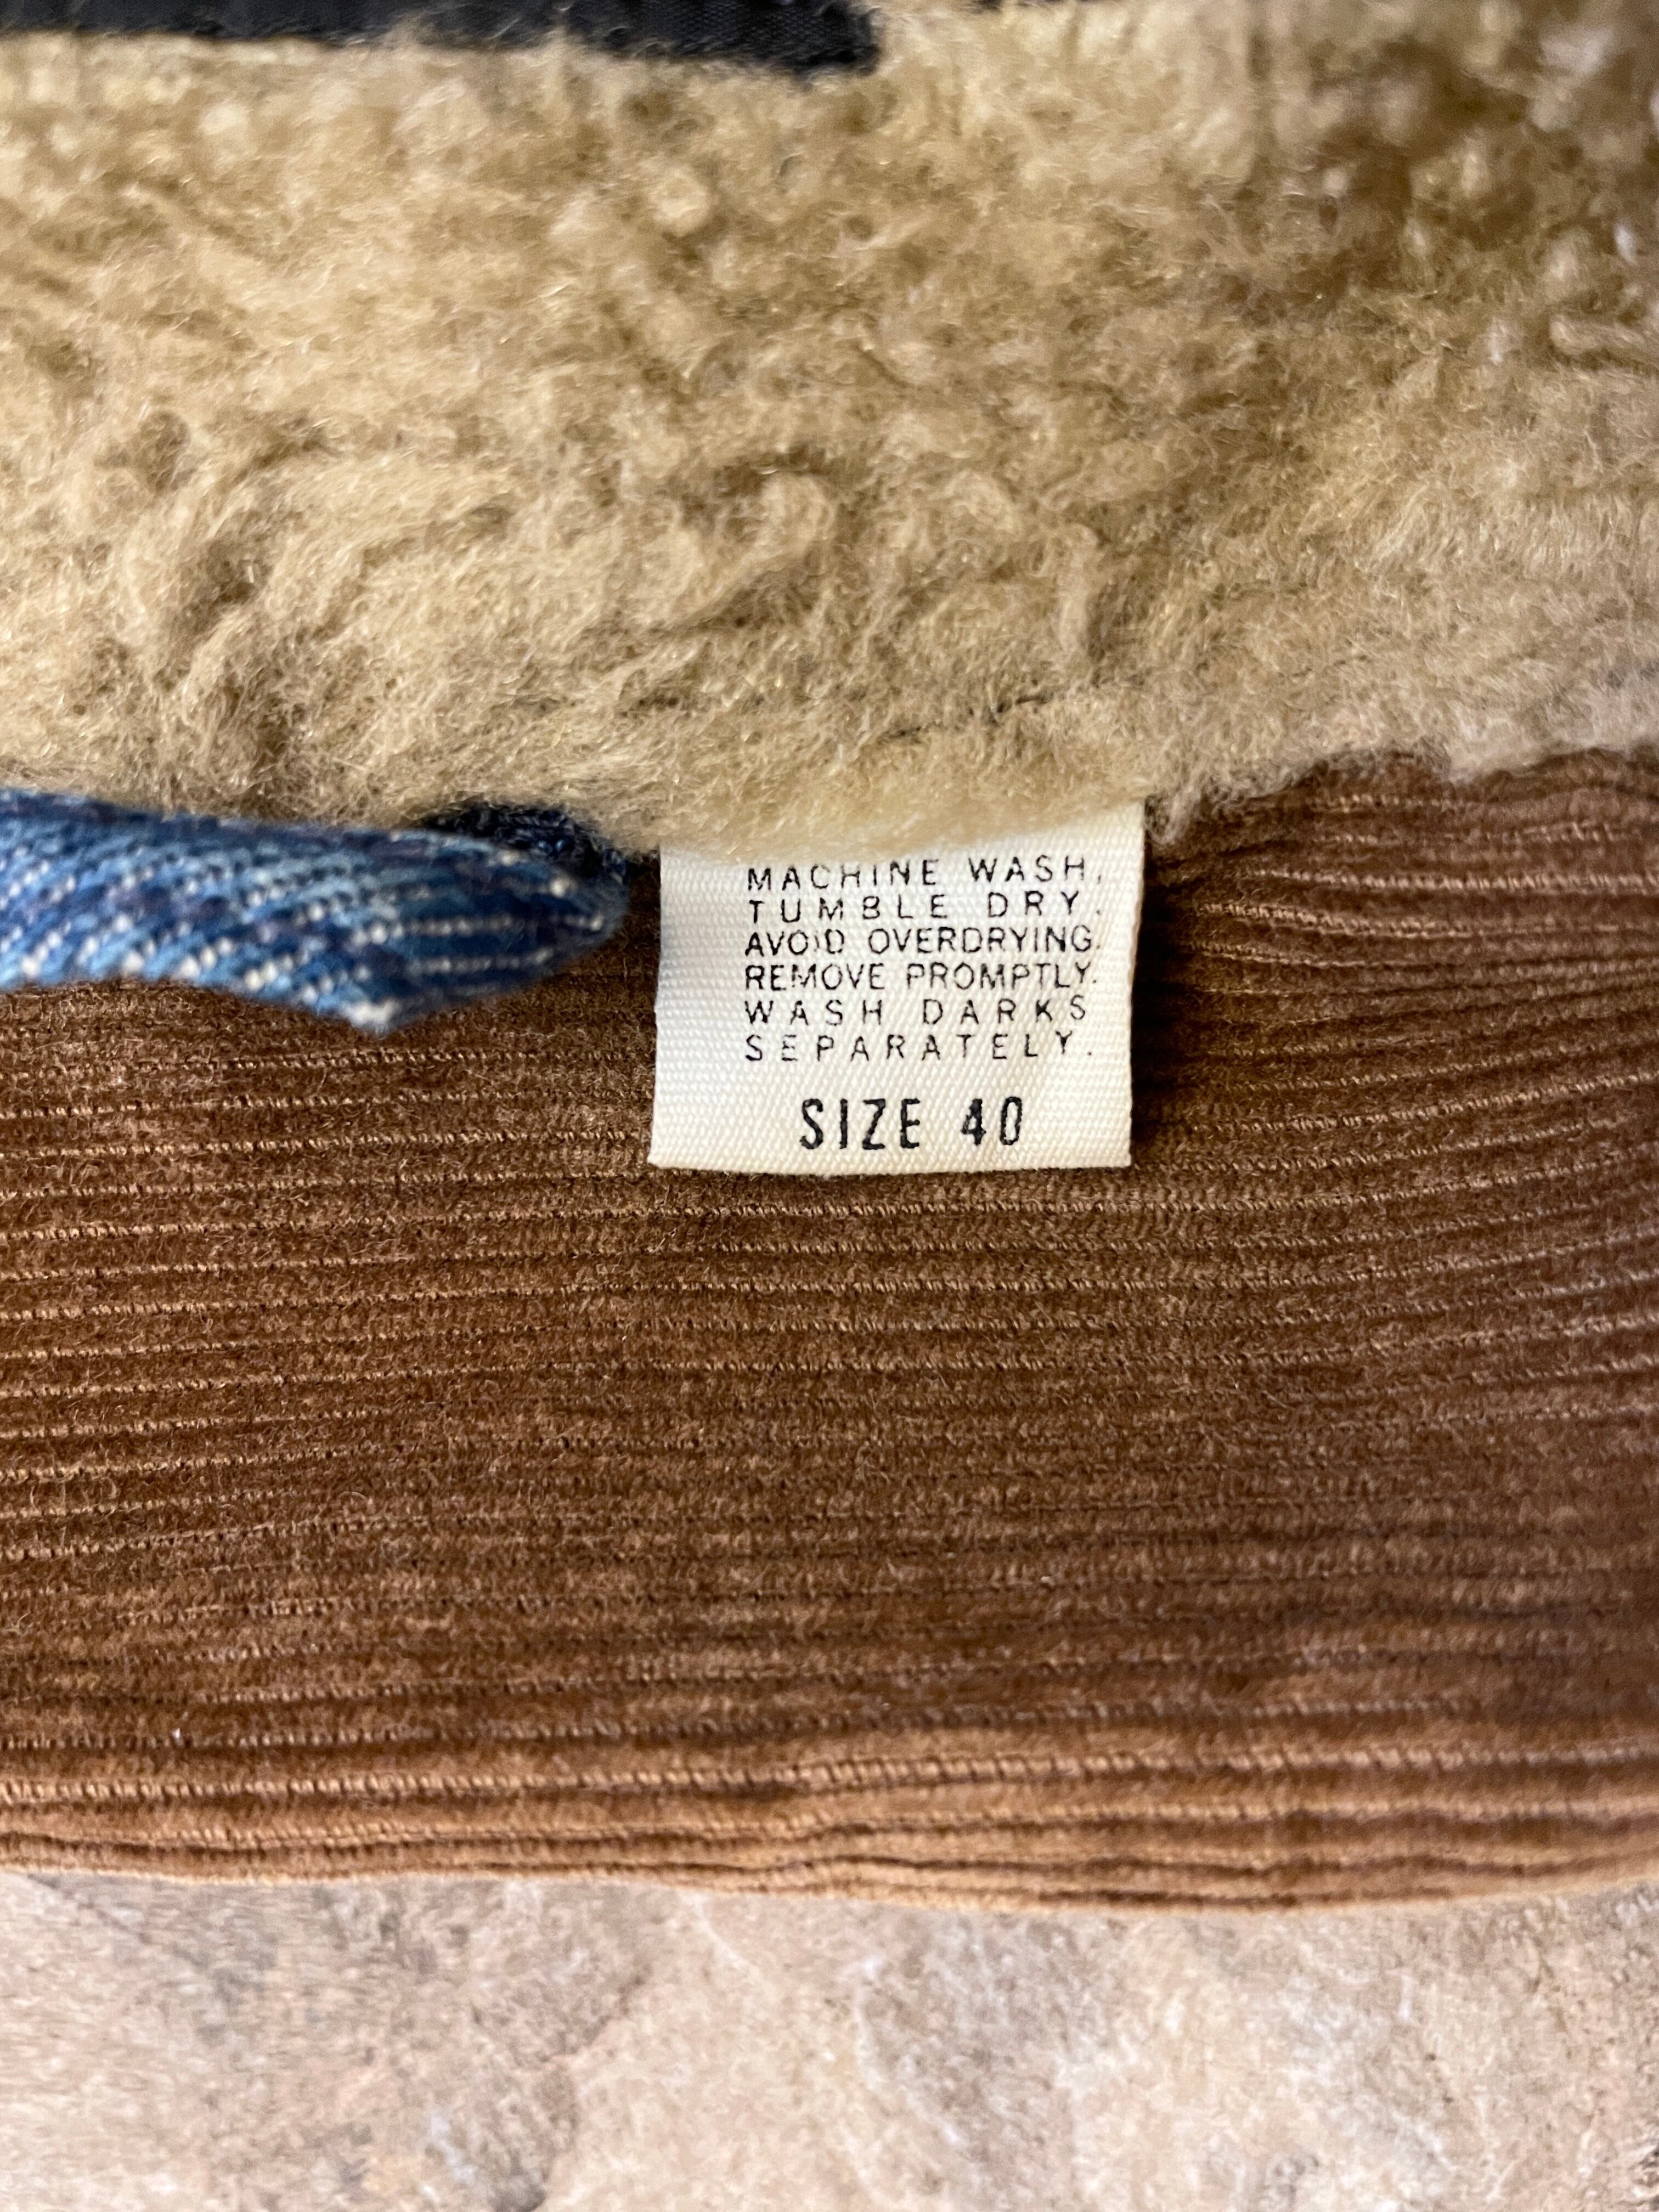 MACHINE WASH,
TUMBLE DRY.
AVOID OVERDRYING.
REMOVE PROMPTLY.
WASH DARKS
SEPARATELY.
SIZE 40